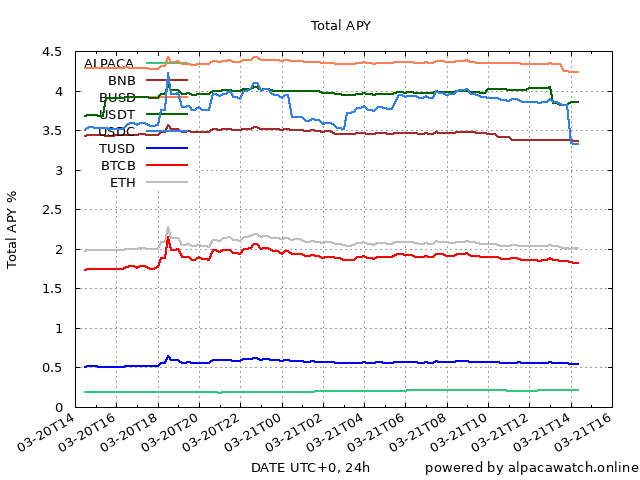 Total APY
4.5
4
3.5
3
2.5
2
1.5
1
0.5
0
Total APY %
ALPACA
BNB
BUSD
USDT
USDC
TUSD
BTCB
ETH
03-20T14
03-20T16
03-20T18
03-20T20
03-20T22
03-21T00
03-21T02
03-21T04
03-21T06
03-21T08
03-21T10
03-21T12
03-21T14
03-21T16
DATE UTC+0, 24h
powered by alpacawatch.online